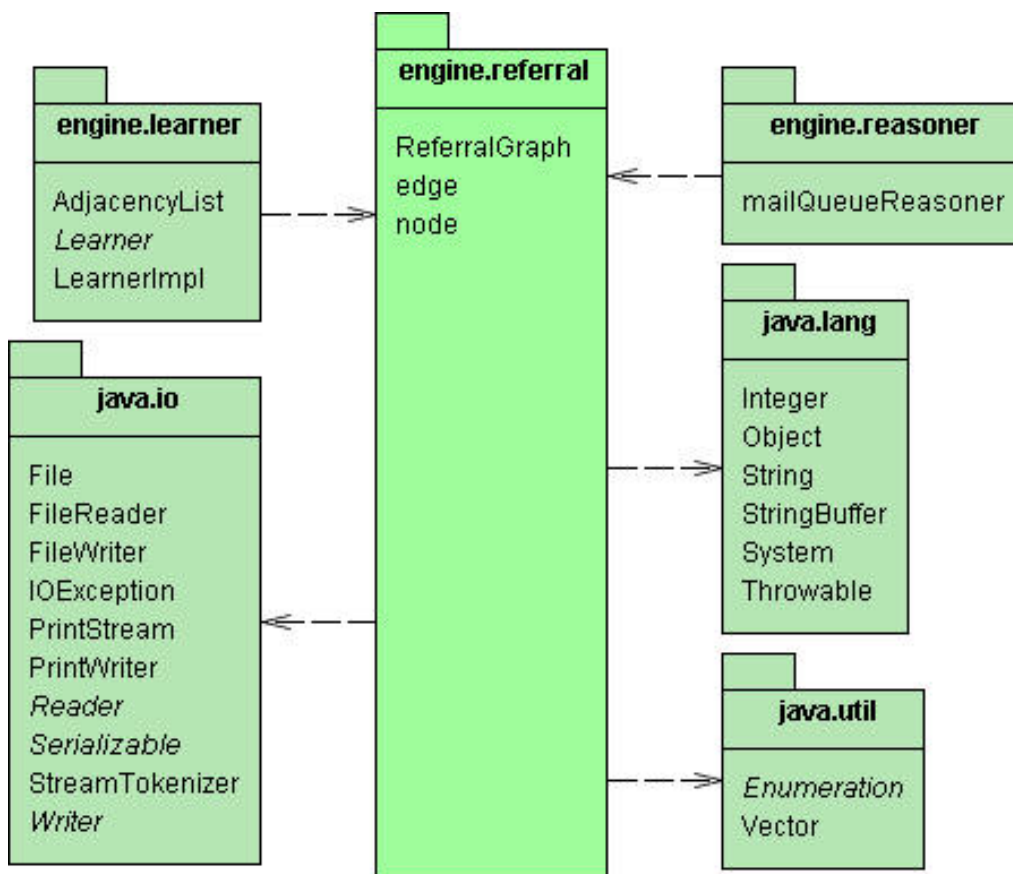 engine.learner
AdjacencyList
Learner
LearnerImpl
java.io
File
FileReader
FileWriter
IOException
PrintStream
PrintWriter
Reader
Serializable
StreamTokenizer
Writer
engine.referral
ReferralGraph
edge
node
engine.reasoner
mailQueueReasoner
java.lang
Integer
Object
String
StringBuffer
System
Throwable
java.util
Enumeration
Vector